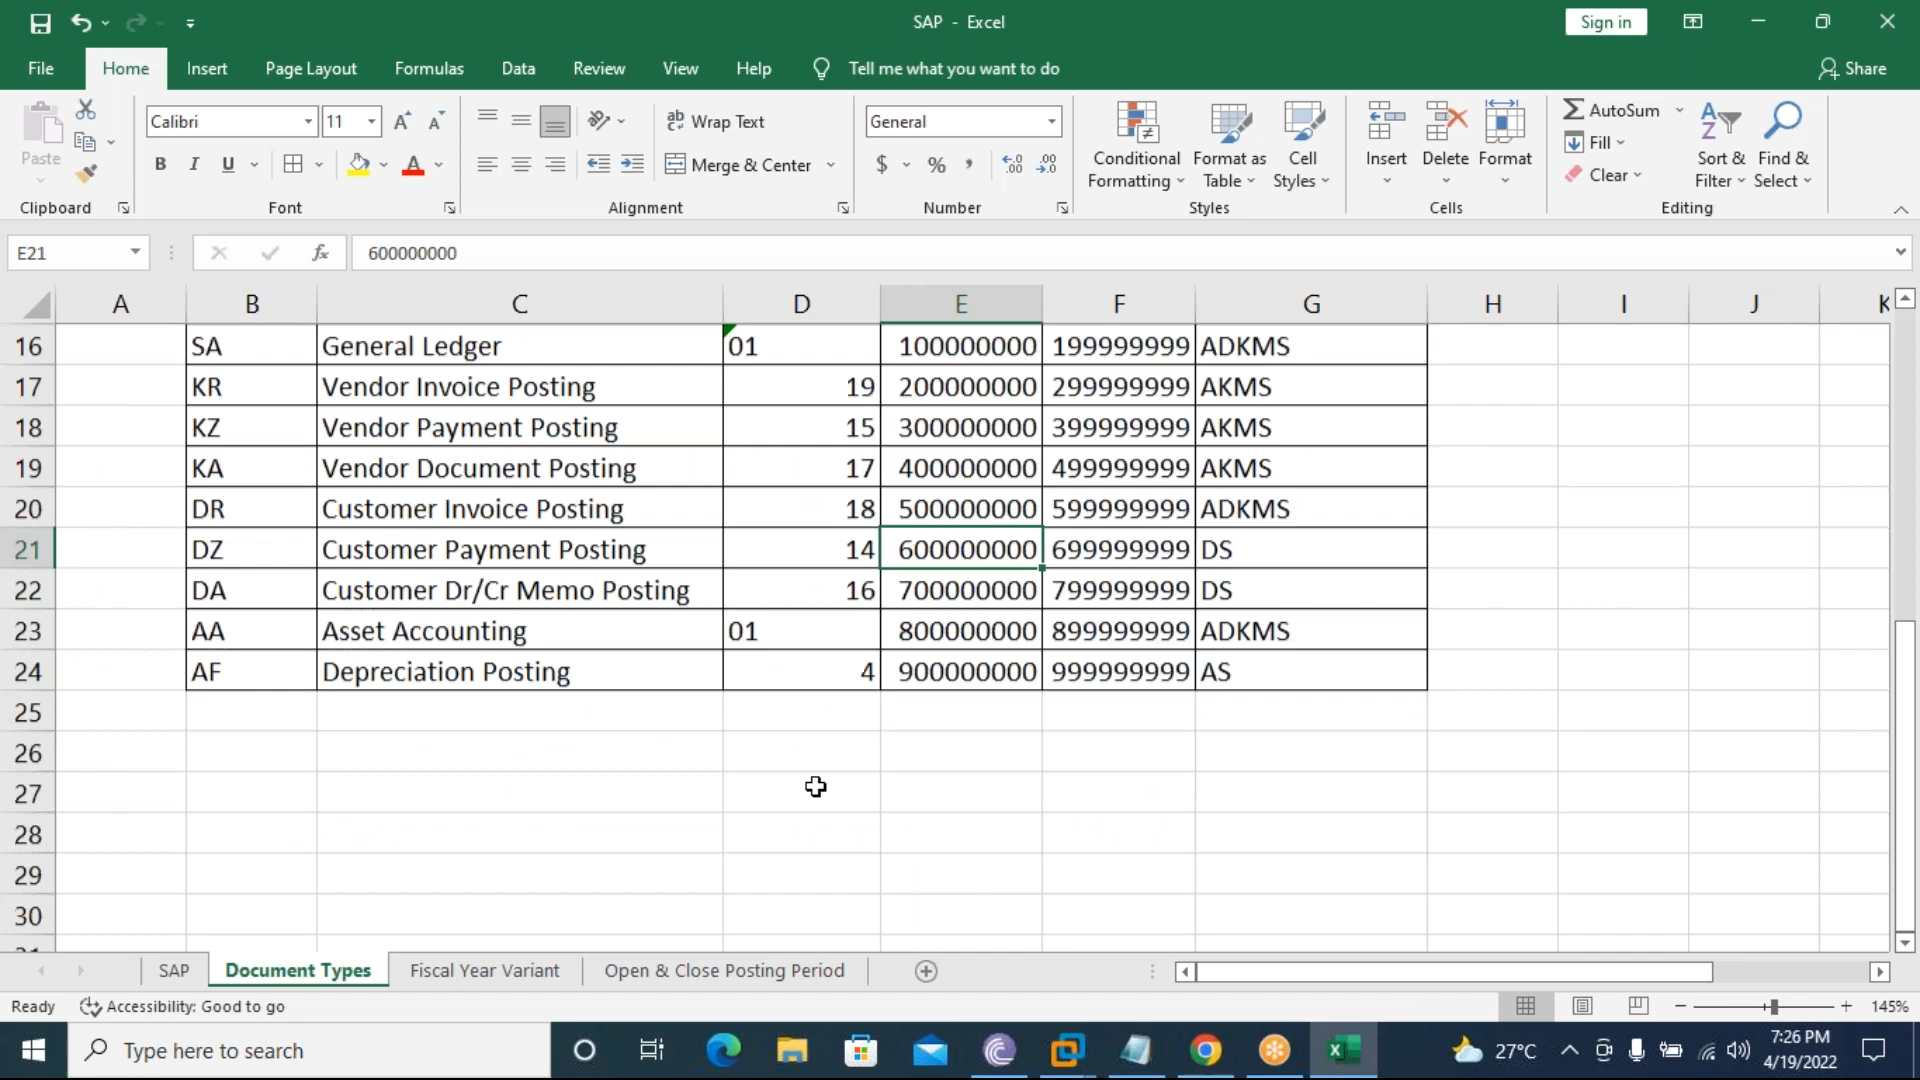 SAP - Excel
Sign in
File Home Insert Page Layout Formulas Data Review View Help Tell me what you want to do Share
Paste
Clipboard
Calibri 11
B I U A
Font
ab Wrap Text
Merge & Center
Alignment
General
$ % ,
Number
Conditional Formatting
Format as Table
Cell Styles
Styles
Insert Delete Format
Cells
AutoSum
Fill
Clear
Sort & Filter
Find & Select
Editing
E21 fx 600000000
A B C D E F G H I J K
16 SA General Ledger 01 100000000 199999999 ADKMS
17 KR Vendor Invoice Posting 19 200000000 299999999 AKMS
18 KZ Vendor Payment Posting 15 300000000 399999999 AKMS
19 KA Vendor Document Posting 17 400000000 499999999 AKMS
20 DR Customer Invoice Posting 18 500000000 599999999 ADKMS
21 DZ Customer Payment Posting 14 600000000 699999999 DS
22 DA Customer Dr/Cr Memo Posting 16 700000000 799999999 DS
23 AA Asset Accounting 01 800000000 899999999 ADKMS
24 AF Depreciation Posting 4 900000000 999999999 AS
25
26
27
28
29
30
SAP Document Types Fiscal Year Variant Open & Close Posting Period
Ready Accessibility: Good to go 145%
Type here to search 27°C 7:26 PM
4/19/2022